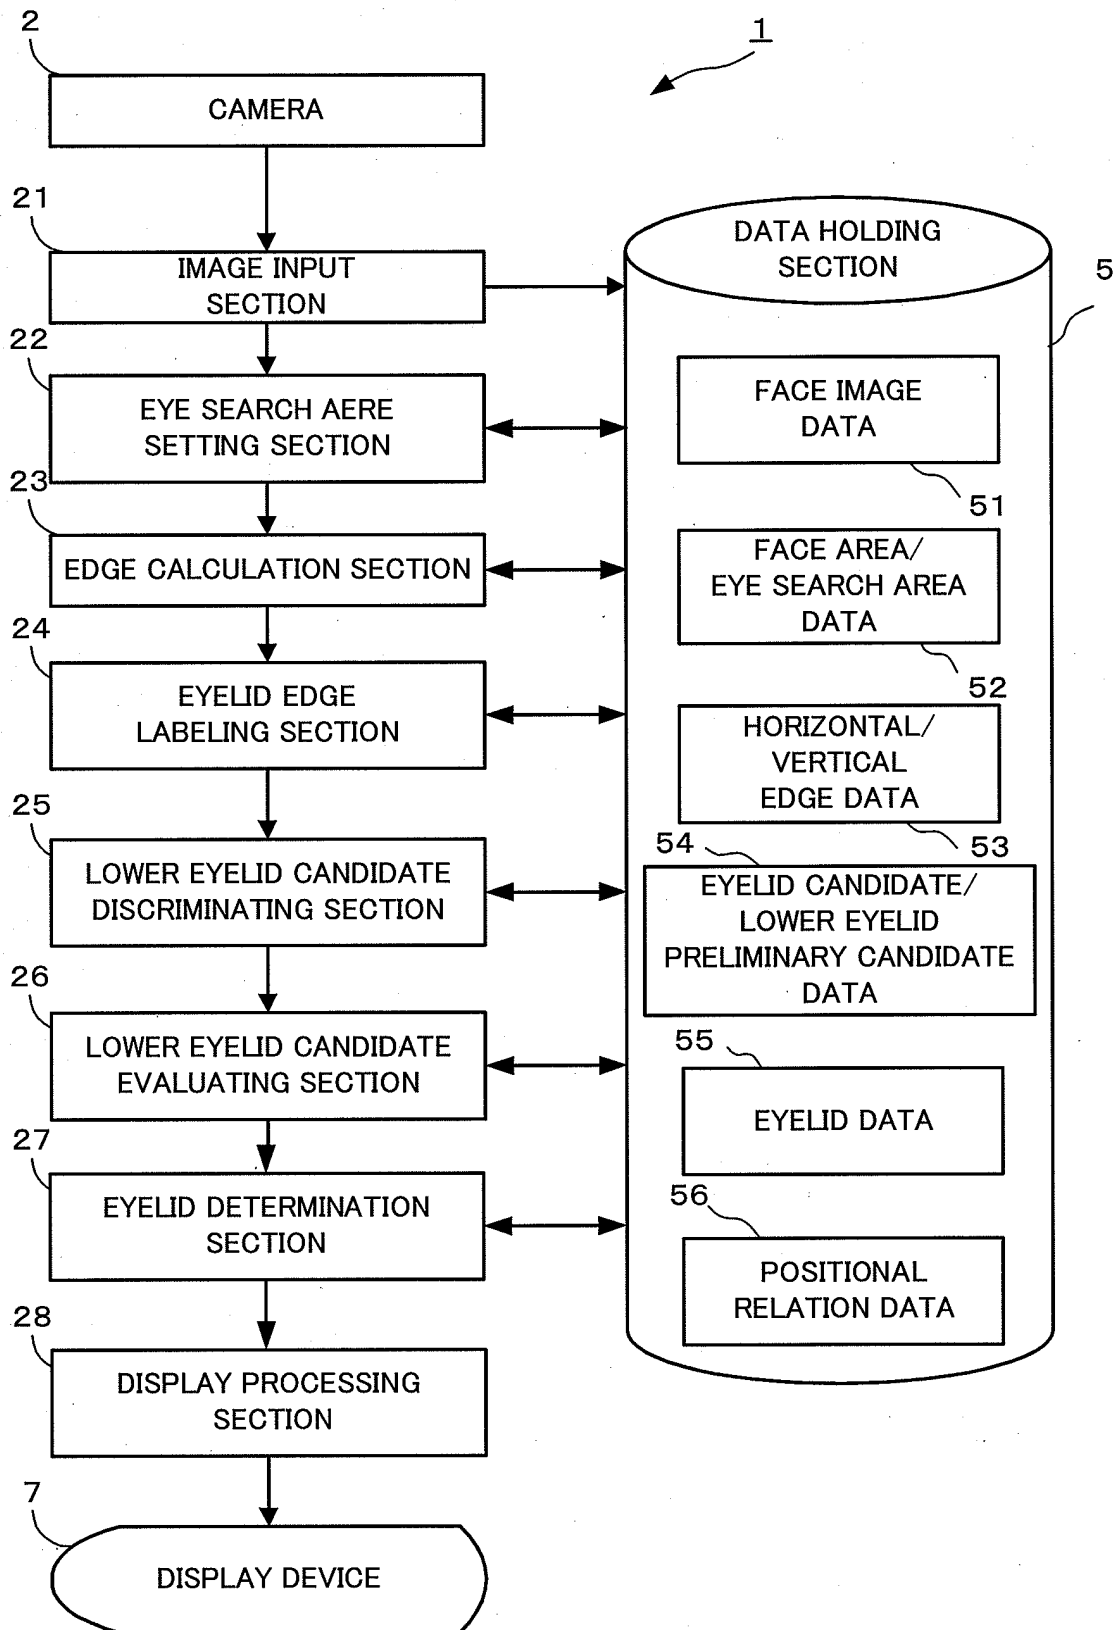 2
1
CAMERA
21
IMAGE INPUT
SECTION
DATA HOLDING
SECTION
5
22
EYE SEARCH AERE
SETTING SECTION
FACE IMAGE
DATA
51
23
EDGE CALCULATION SECTION
FACE AREA/
EYE SEARCH AREA
DATA
52
24
EYELID EDGE
LABELING SECTION
HORIZONTAL/
VERTICAL
EDGE DATA
53
25
LOWER EYELID CANDIDATE
DISCRIMINATING SECTION
54
EYELID CANDIDATE/
LOWER EYELID
PRELIMINARY CANDIDATE
DATA
26
LOWER EYELID CANDIDATE
EVALUATING SECTION
55
EYELID DATA
27
EYELID DETERMINATION
SECTION
56
POSITIONAL
RELATION DATA
28
DISPLAY PROCESSING
SECTION
7
DISPLAY DEVICE